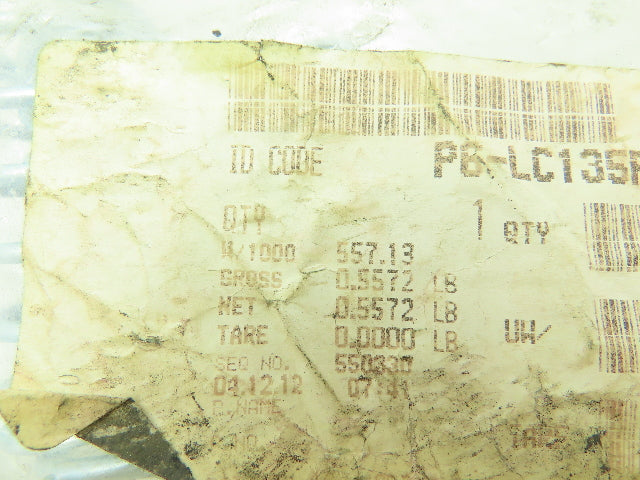 ID CODE P6-LC135
QTY 1 QTY
W/1000 557.13
GROSS 0.5572 LB
NET 0.5572 LB UW/
TARE 0.0000 LB
SEQ NO. 550330
04.12.12